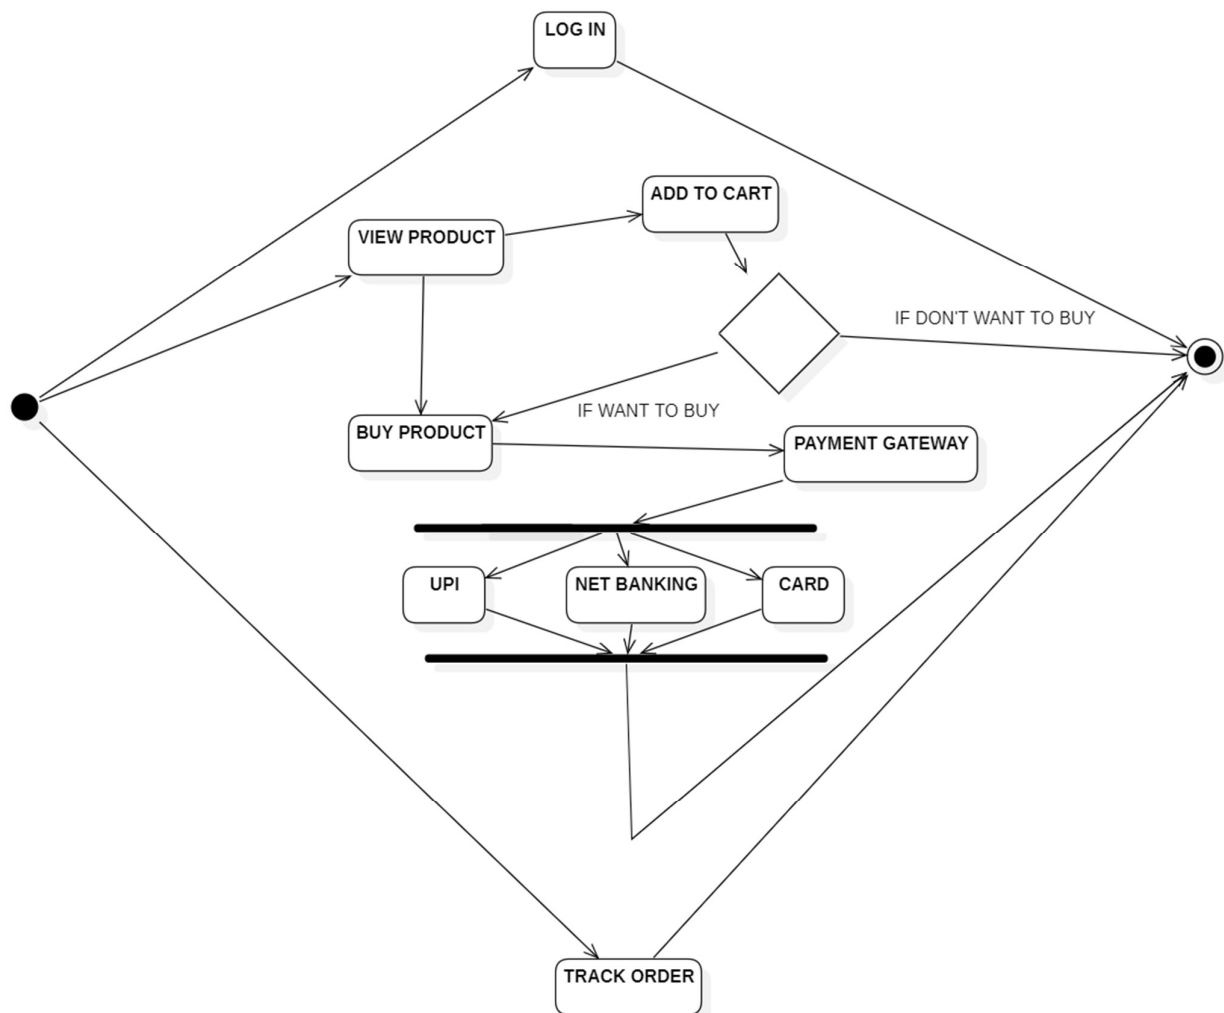 LOG IN
ADD TO CART
VIEW PRODUCT
IF DON'T WANT TO BUY
IF WANT TO BUY
BUY PRODUCT
PAYMENT GATEWAY
UPI
NET BANKING
CARD
TRACK ORDER